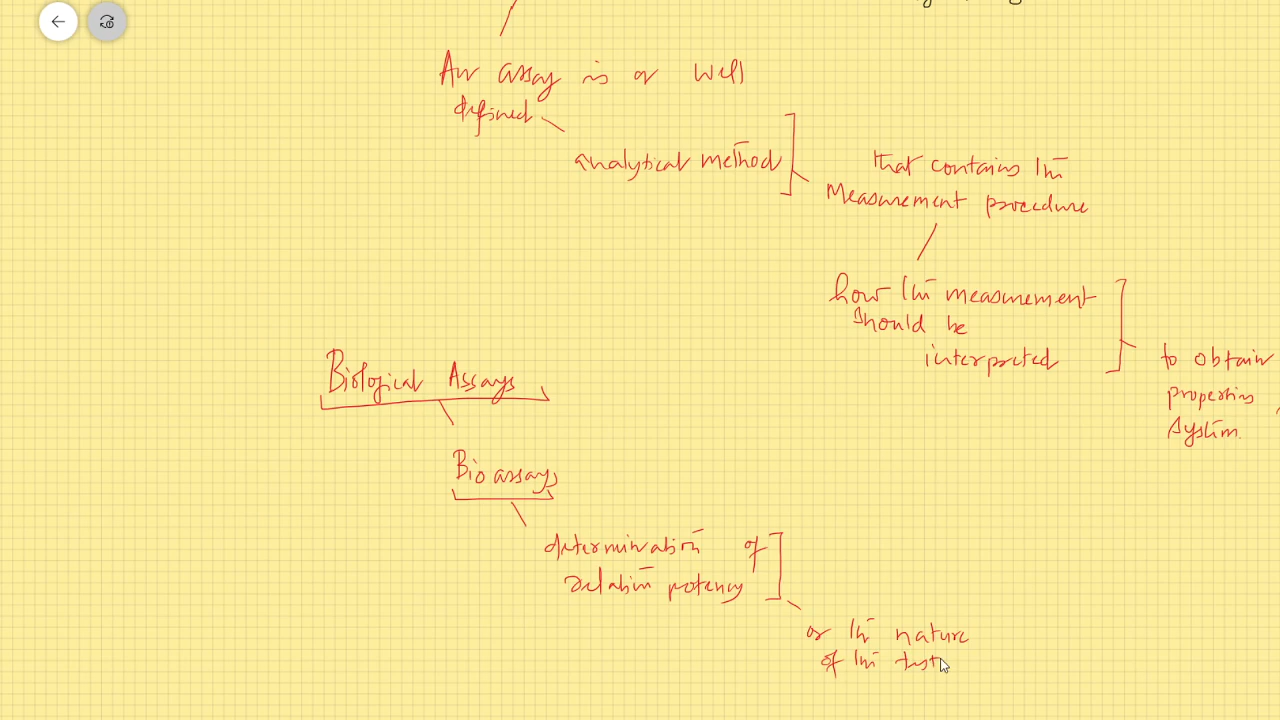 An assay is a well
defined
analytical method
that contains the
measurement procedure
how the measurement
should be
interpreted
to obtain
properties
system.
Biological Assays
Bio assays
determination of
relative potency
or the nature
of the test